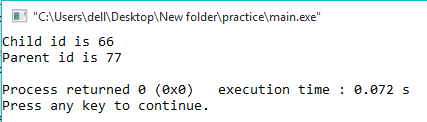 "C:\Users\dell\Desktop\New folder\practice\main.exe"
Child id is 66
Parent id is 77
Process returned 0 (0x0)   execution time : 0.072 s
Press any key to continue.